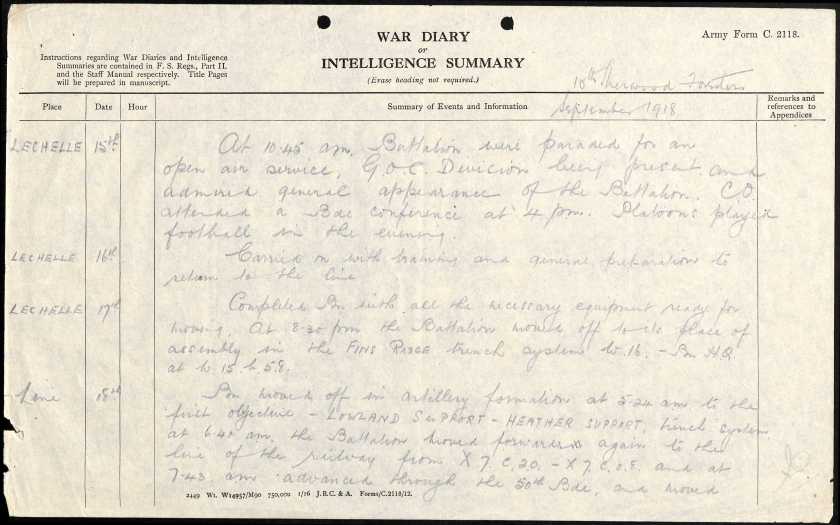 WAR DIARY
or
INTELLIGENCE SUMMARY
(Erase heading not required.)
Army Form C. 2118.
Instructions regarding War Diaries and Intelligence
Summaries are contained in F. S. Regs., Part II.
and the Staff Manual respectively. Title Pages
will be prepared in manuscript.
10th Sherwood Foresters
September 1918
Place Date Hour Summary of Events and Information Remarks and references to Appendices
LECHELLE 15th At 10.45 am. Battalion were paraded for an
open air service, G.O.C. Division being present and
admired general appearance of the Battalion. C.O.
attended a Bde conference at 4 pm. Platoons played
football in the evening.
LECHELLE 16th Carried on with training and general preparation to
return to the line
LECHELLE 17th Completed Bn with all the necessary equipment ready for
moving. At 8-30 pm the Battalion moved off to its place of
assembly in the FINS RIDGE trench system W.16. - Bn HQ
at W.15 b.5.8.
Line 18th Bn moved off in artillery formation at 5-24 am to the
first objective - LOWLAND SUPPORT - HEATHER SUPPORT, trench system
at 6.40 am. the Battalion moved forwards again to the
line of the railway from X 7. C. 2.0. - X 7. C. 0.8. and at
7-43. am advanced through the 50th Bde, and moved
2449 Wt. W14957/M90 750,000 1/16 J.B.C. & A. Forms/C.2118/12.